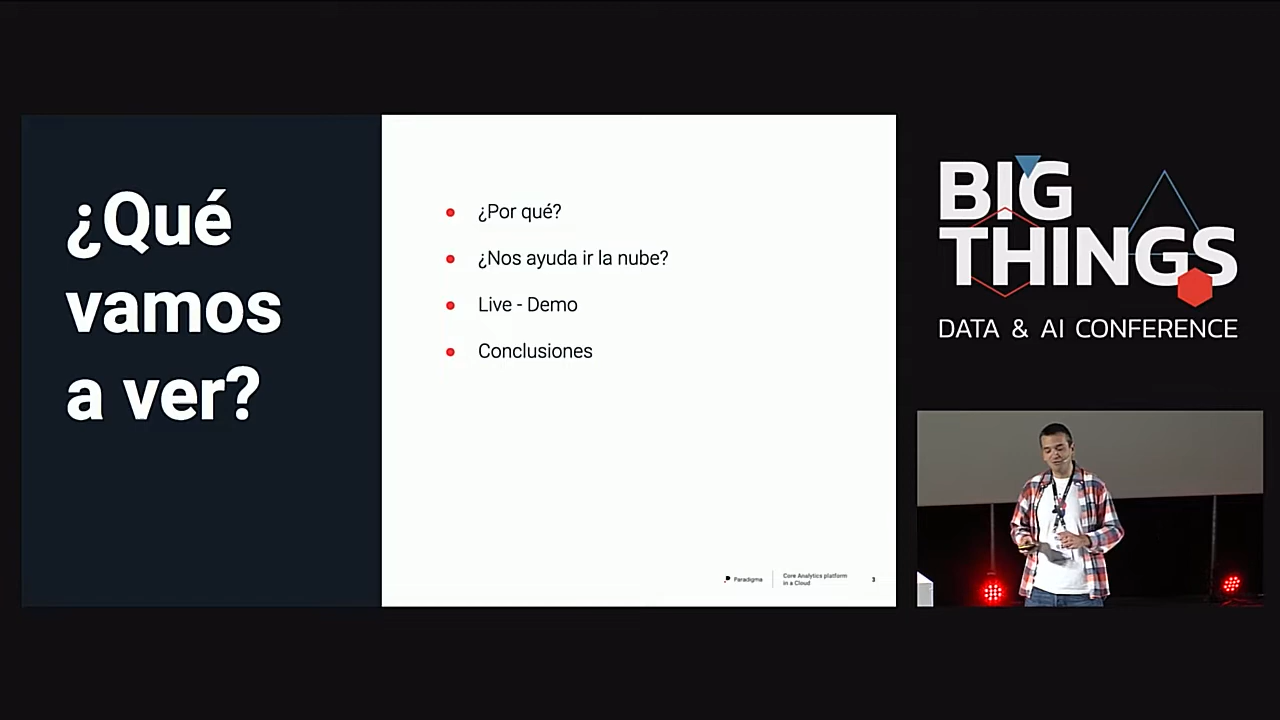 ¿Qué
vamos
a ver?
¿Por qué?
¿Nos ayuda ir la nube?
Live - Demo
Conclusiones
Paradigma
Core Analytics platform
in a Cloud
3
BIG
THINGS
DATA & AI CONFERENCE